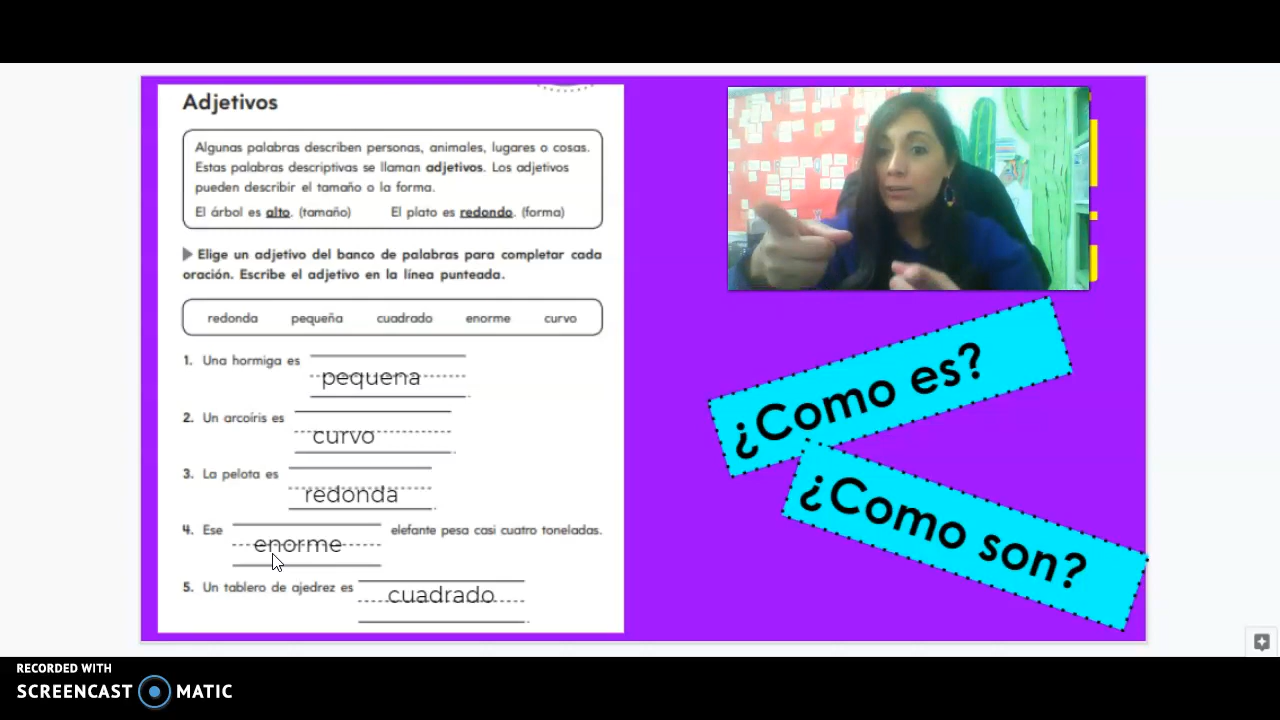 Adjetivos
Algunas palabras describen personas, animales, lugares o cosas.
Estas palabras descriptivas se llaman adjetivos. Los adjetivos
pueden describir el tamaño o la forma.
El árbol es alto. (tamaño) El plato es redondo. (forma)
Elige un adjetivo del banco de palabras para completar cada
oración. Escribe el adjetivo en la línea punteada.
redonda pequeña cuadrado enorme curvo
1. Una hormiga es pequena.
2. Un arcoíris es curvo.
3. La pelota es redonda.
4. Ese enorme elefante pesa casi cuatro toneladas.
5. Un tablero de ajedrez es cuadrado.
¿Como es?
¿Como son?
RECORDED WITH
SCREENCAST MATIC